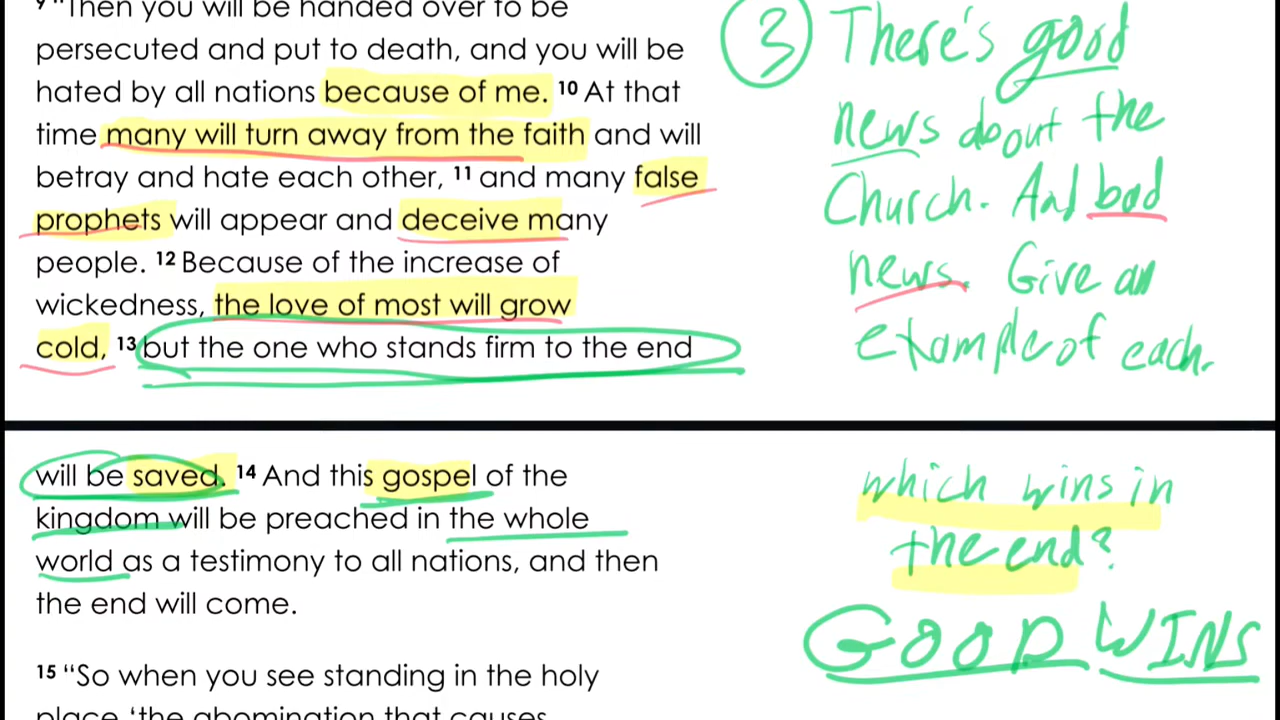 9 "Then you will be handed over to be
persecuted and put to death, and you will be
hated by all nations because of me. 10 At that
time many will turn away from the faith and will
betray and hate each other, 11 and many false
prophets will appear and deceive many
people. 12 Because of the increase of
wickedness, the love of most will grow
cold, 13 but the one who stands firm to the end
will be saved. 14 And this gospel of the
kingdom will be preached in the whole
world as a testimony to all nations, and then
the end will come.
15 "So when you see standing in the holy
place 'the abomination that causes
3 There's good
news about the
Church. And bad
news. Give an
example of each.
which wins in
the end?
GOOD WINS